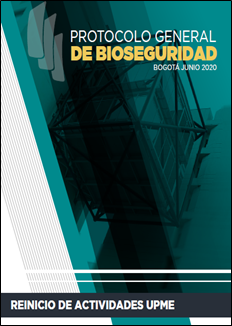 PROTOCOLO GENERAL
DE BIOSEGURIDAD
BOGOTÁ JUNIO 2020
REINICIO DE ACTIVIDADES UPME